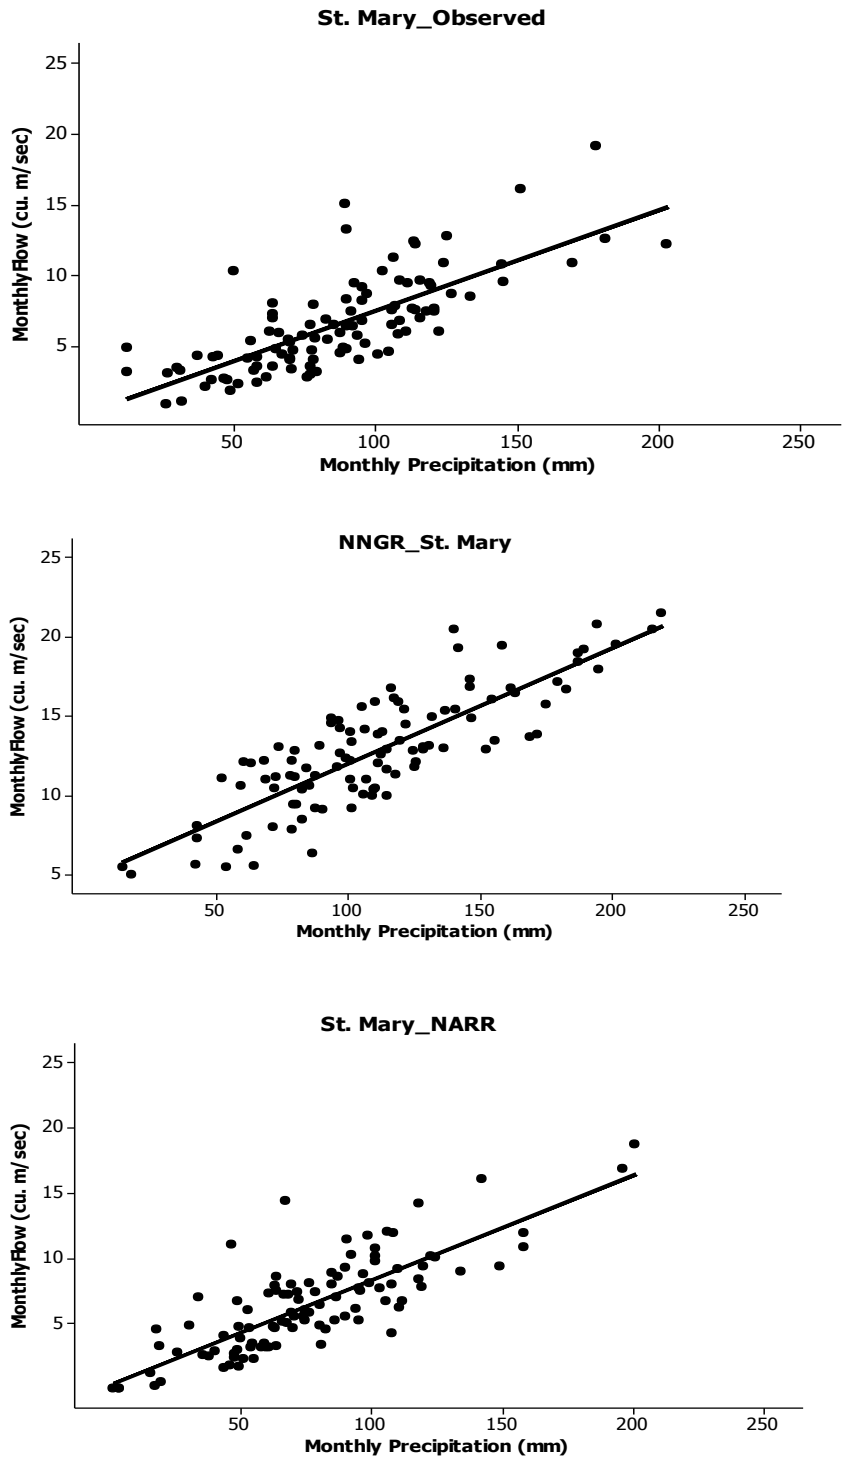 St. Mary_Observed
MonthlyFlow (cu. m/sec)
25
20
15
10
5
50 100 150 200 250
Monthly Precipitation (mm)
NNGR_St. Mary
MonthlyFlow (cu. m/sec)
25
20
15
10
5
50 100 150 200 250
Monthly Precipitation (mm)
St. Mary_NARR
MonthlyFlow (cu. m/sec)
25
20
15
10
5
50 100 150 200 250
Monthly Precipitation (mm)